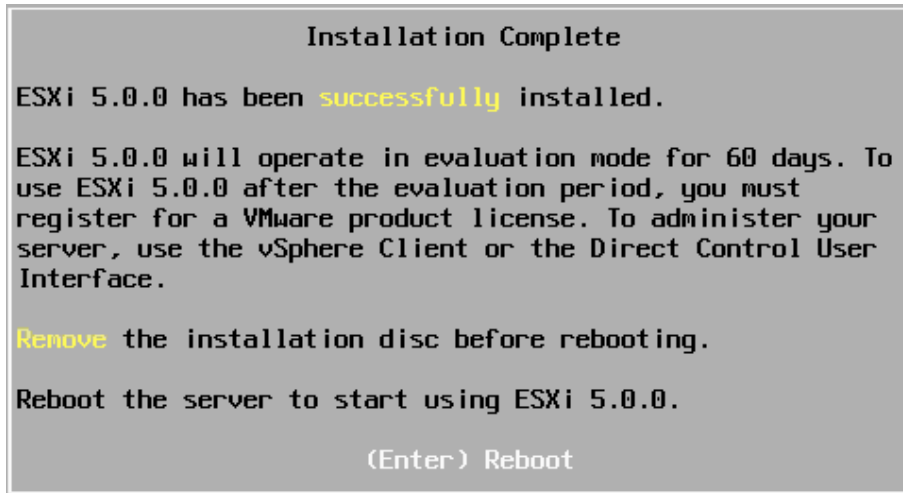 Installation Complete
ESXi 5.0.0 has been successfully installed.
ESXi 5.0.0 will operate in evaluation mode for 60 days. To
use ESXi 5.0.0 after the evaluation period, you must
register for a VMware product license. To administer your
server, use the vSphere Client or the Direct Control User
Interface.
Remove the installation disc before rebooting.
Reboot the server to start using ESXi 5.0.0.
(Enter) Reboot